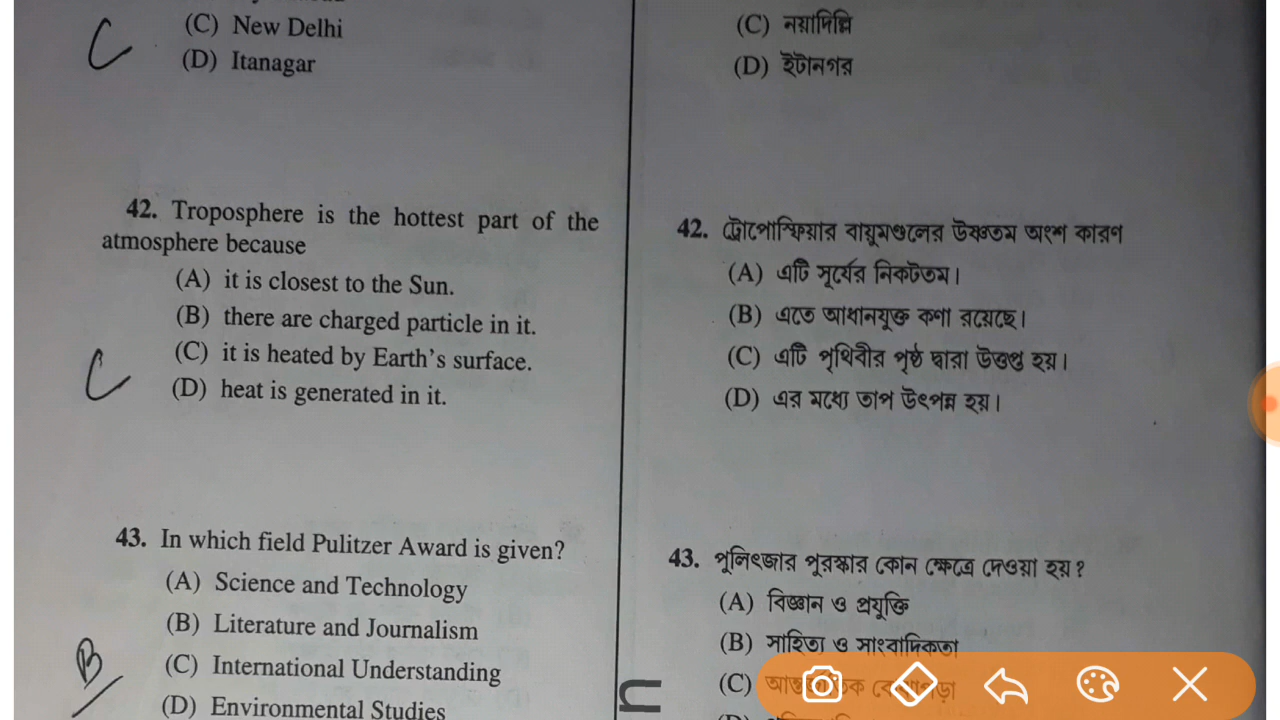 (C) New Delhi
(D) Itanagar
C
42. Troposphere is the hottest part of the
atmosphere because
(A) it is closest to the Sun.
(B) there are charged particle in it.
(C) it is heated by Earth's surface.
(D) heat is generated in it.
C
43. In which field Pulitzer Award is given?
(A) Science and Technology
(B) Literature and Journalism
(C) International Understanding
(D) Environmental Studies
B
(C) নয়াদিল্লি
(D) ইটানগর
42. ট্রোপোস্ফিয়ার বায়ুমণ্ডলের উষ্ণতম অংশ কারণ
(A) এটি সূর্যের নিকটতম।
(B) এতে আধানযুক্ত কণা রয়েছে।
(C) এটি পৃথিবীর পৃষ্ঠ দ্বারা উত্তপ্ত হয়।
(D) এর মধ্যে তাপ উৎপন্ন হয়।
43. পুলিৎজার পুরস্কার কোন ক্ষেত্রে দেওয়া হয়?
(A) বিজ্ঞান ও প্রযুক্তি
(B) সাহিত্য ও সাংবাদিকতা
(C)